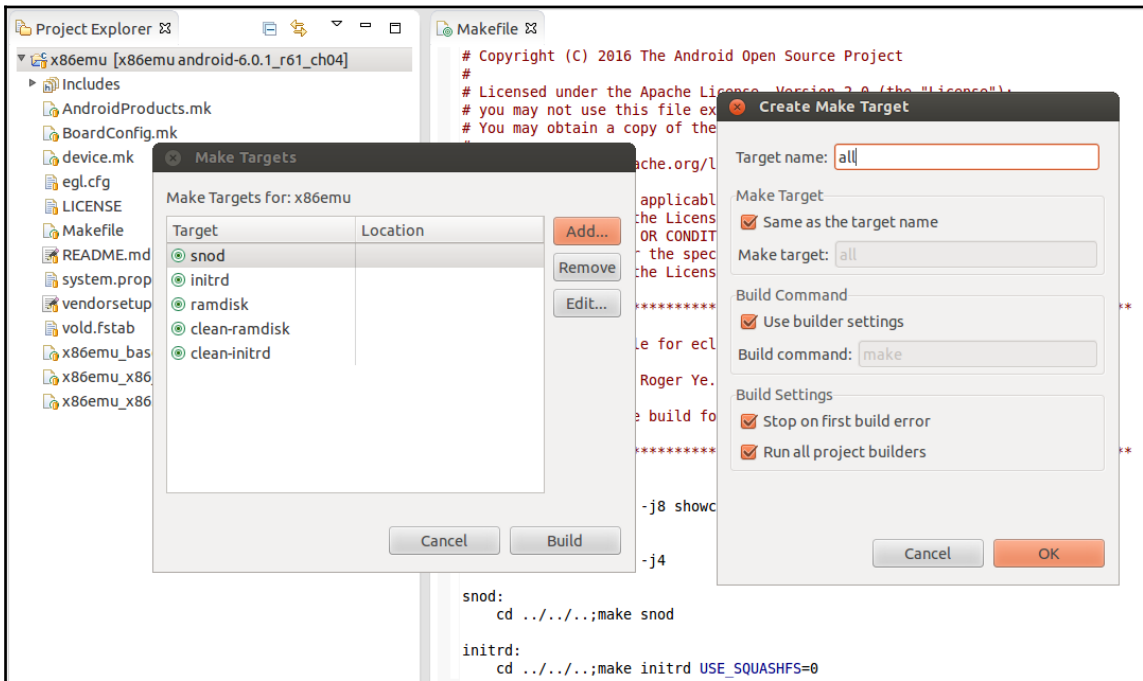 Project Explorer
x86emu [x86emu android-6.0.1_r61_ch04]
Includes
AndroidProducts.mk
BoardConfig.mk
device.mk
egl.cfg
LICENSE
Makefile
README.md
system.prop
vendorsetup
vold.fstab
x86emu_bas
x86emu_x86
x86emu_x86
Make Targets
Make Targets for: x86emu
Target Location
snod
initrd
ramdisk
clean-ramdisk
clean-initrd
Add...
Remove
Edit...
Cancel Build
Makefile
# Copyright (C) 2016 The Android Open Source Project
#
# Licensed under the Apache License, Version 2.0 (the "License");
# you may not use this file ex
# You may obtain a copy of the
#
ache.org/l
applicabl
the Licens
OR CONDIT
r the spec
the Licens
*********
le for ecl
Roger Ye.
e build fo
*********
-j8 showc
-j4
snod:
cd ../../..;make snod
initrd:
cd ../../..;make initrd USE_SQUASHFS=0
Create Make Target
Target name: all
Make Target
Same as the target name
Make target: all
Build Command
Use builder settings
Build command: make
Build Settings
Stop on first build error
Run all project builders
Cancel OK
**
**